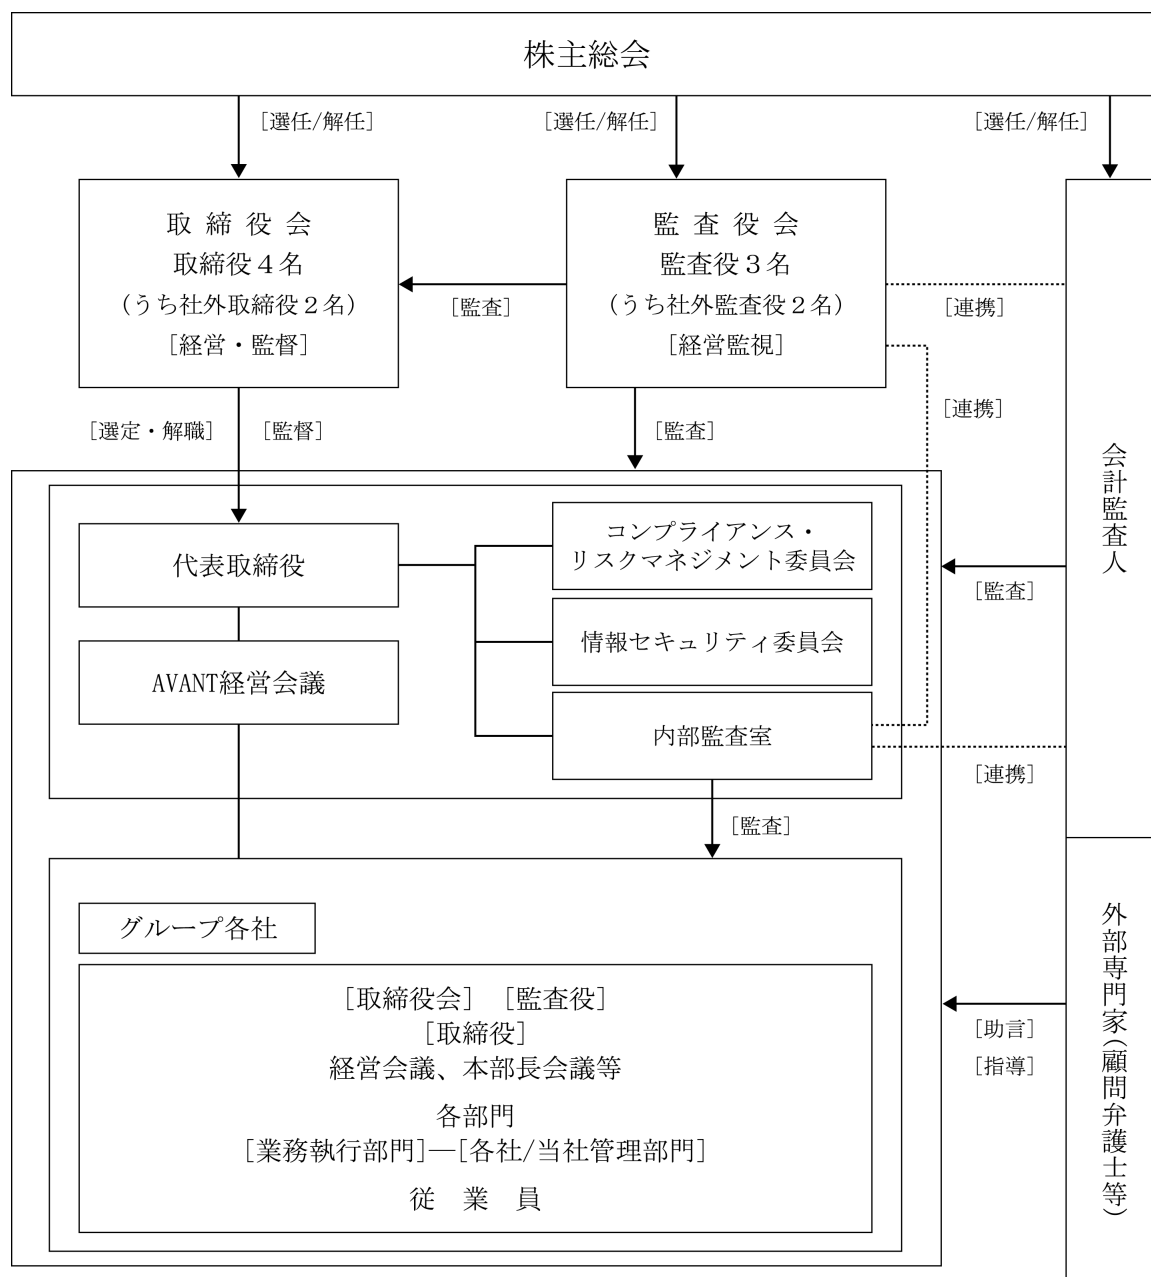 株主総会
[選任/解任]
[選任/解任]
[選任/解任]
取締役会
取締役４名
（うち社外取締役２名）
[経営・監督]
[監査]
監査役会
監査役３名
（うち社外監査役２名）
[経営監視]
[連携]
[連携]
[選定・解職]
[監督]
[監査]
会計監査人
代表取締役
コンプライアンス・
リスクマネジメント委員会
[監査]
情報セキュリティ委員会
AVANT経営会議
内部監査室
[連携]
[監査]
グループ各社
[取締役会] [監査役]
[取締役]
経営会議、本部長会議等
各部門
[業務執行部門]―[各社/当社管理部門]
従 業 員
外部専門家（顧問弁護士等）
[助言]
[指導]